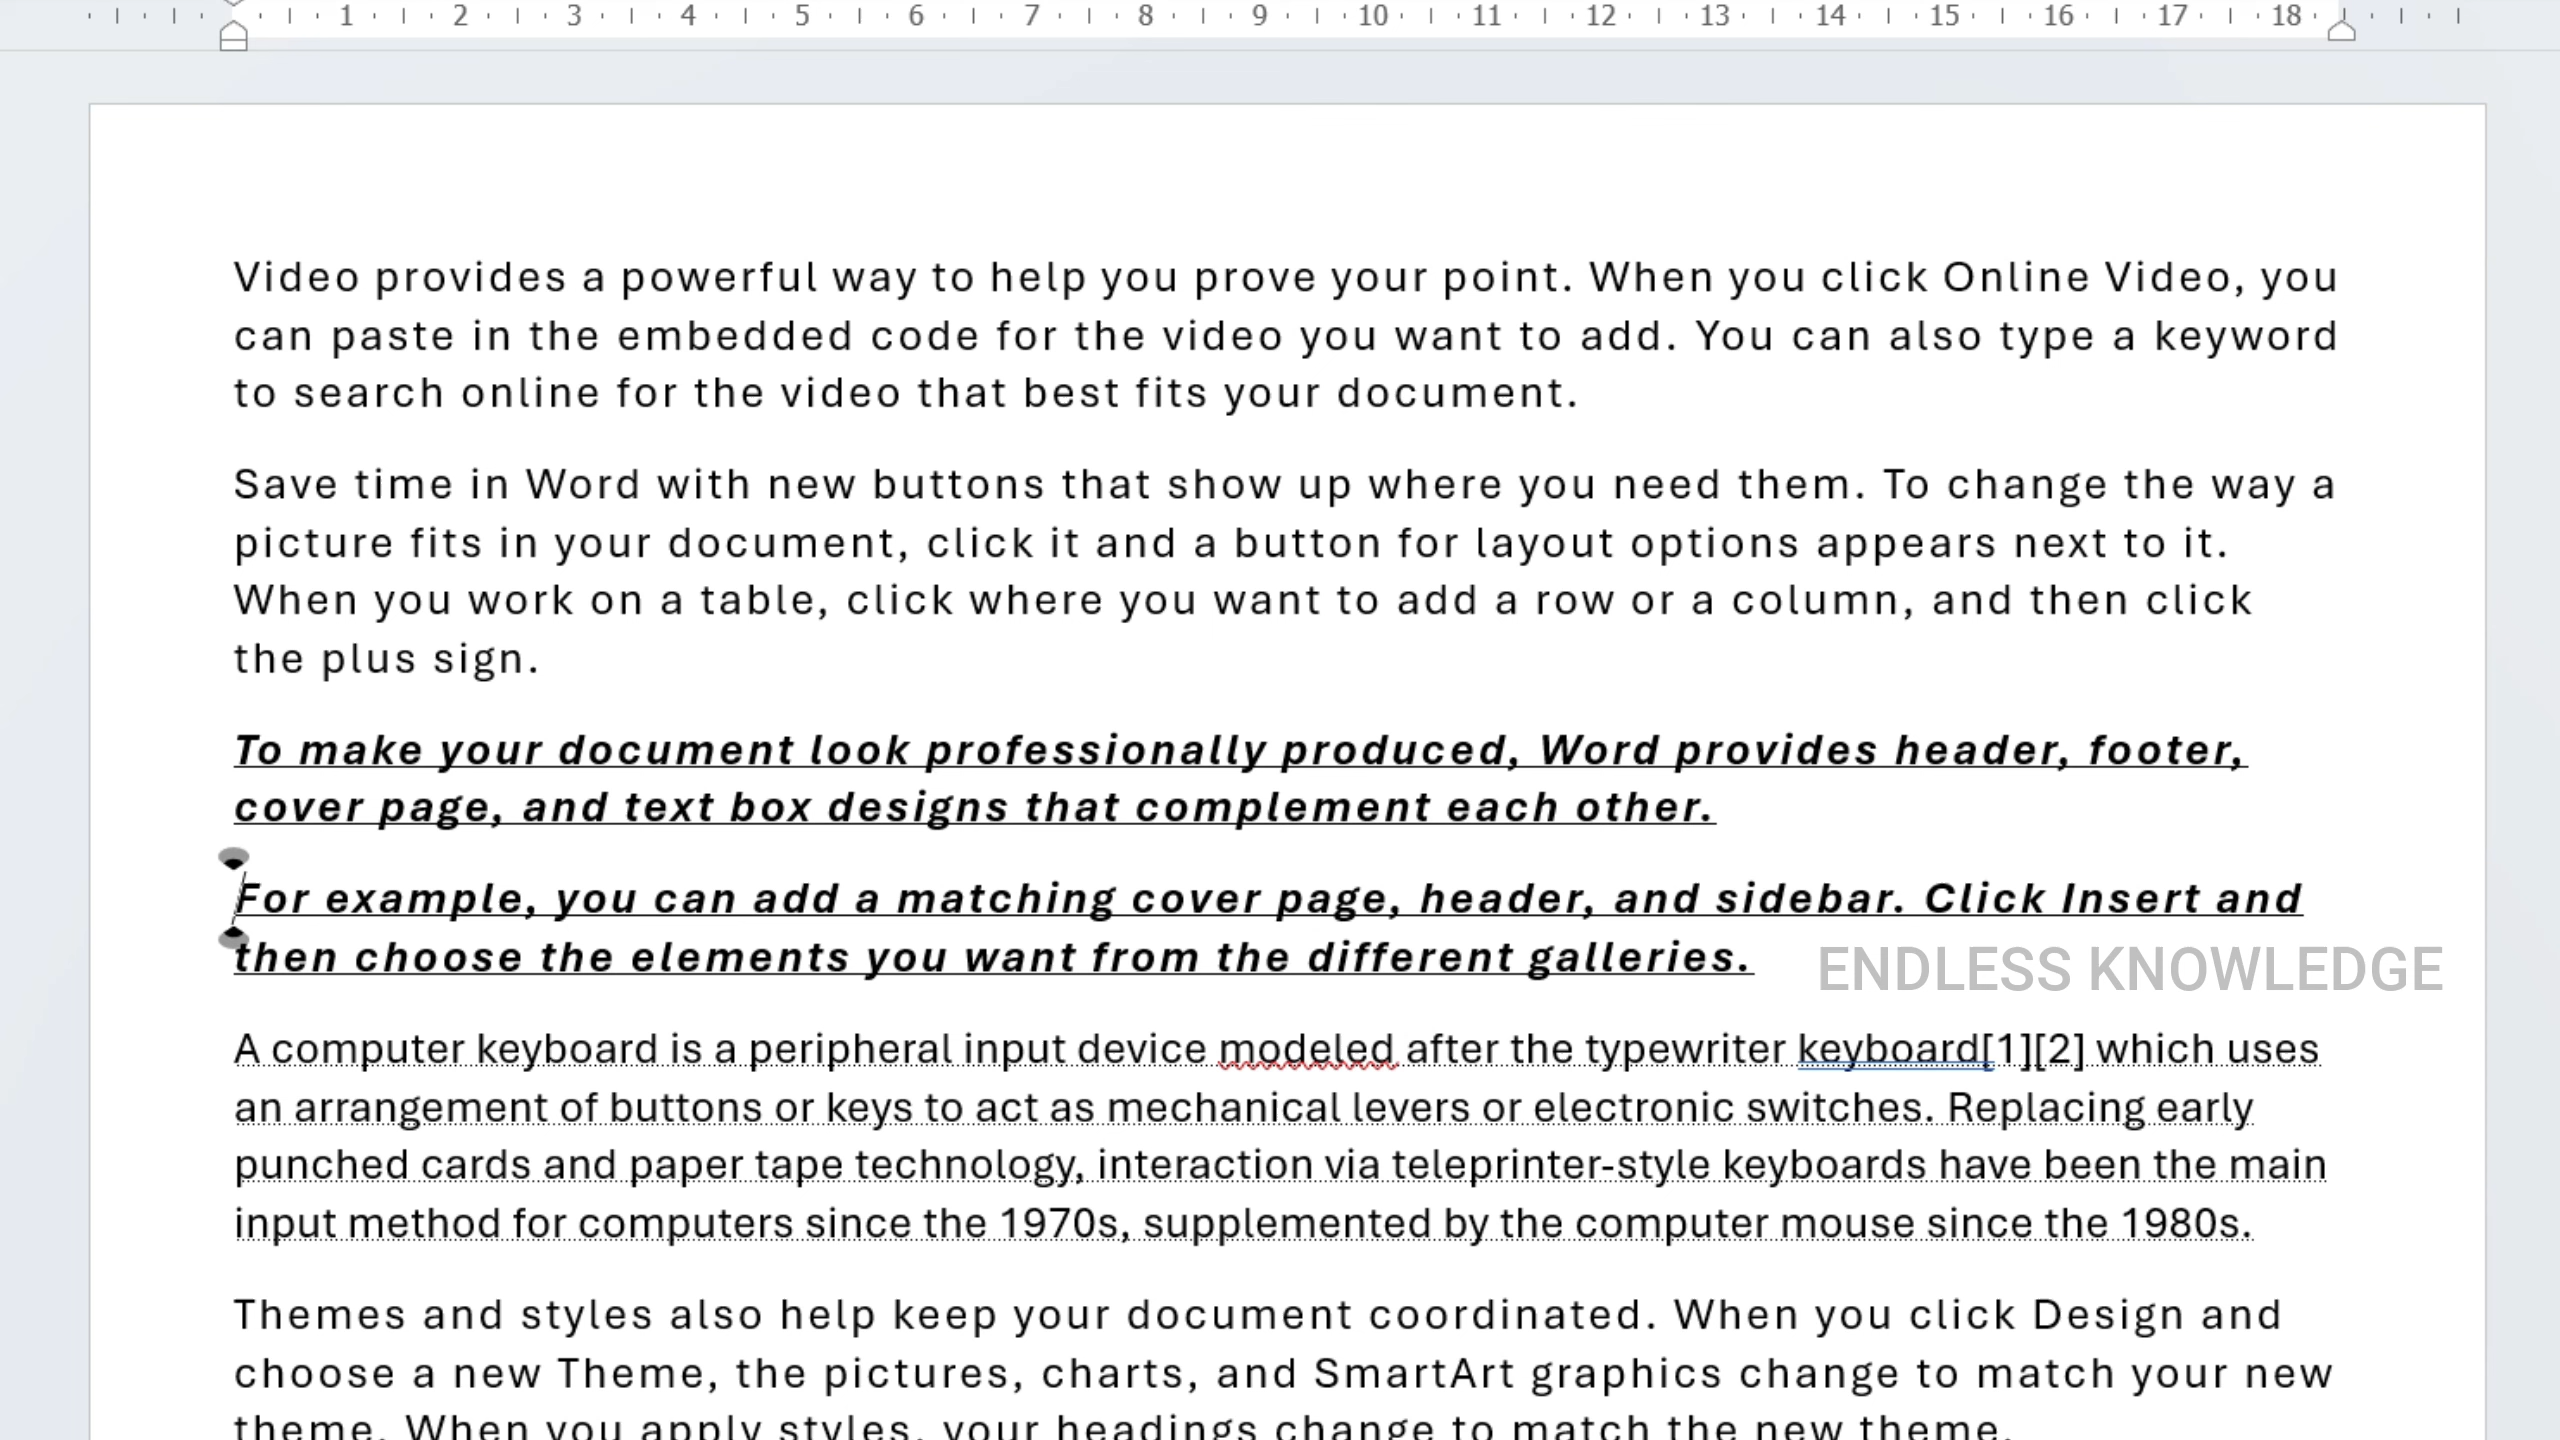 1 2 3 4 5 6 7 8 9 10 11 12 13 14 15 16 17 18
Video provides a powerful way to help you prove your point. When you click Online Video, you
can paste in the embedded code for the video you want to add. You can also type a keyword
to search online for the video that best fits your document.
Save time in Word with new buttons that show up where you need them. To change the way a
picture fits in your document, click it and a button for layout options appears next to it.
When you work on a table, click where you want to add a row or a column, and then click
the plus sign.
To make your document look professionally produced, Word provides header, footer,
cover page, and text box designs that complement each other.
For example, you can add a matching cover page, header, and sidebar. Click Insert and
then choose the elements you want from the different galleries.
ENDLESS KNOWLEDGE
A computer keyboard is a peripheral input device modeled after the typewriter keyboard[1][2] which uses
an arrangement of buttons or keys to act as mechanical levers or electronic switches. Replacing early
punched cards and paper tape technology, interaction via teleprinter-style keyboards have been the main
input method for computers since the 1970s, supplemented by the computer mouse since the 1980s.
Themes and styles also help keep your document coordinated. When you click Design and
choose a new Theme, the pictures, charts, and SmartArt graphics change to match your new
theme. When you apply styles, your headings change to match the new theme.